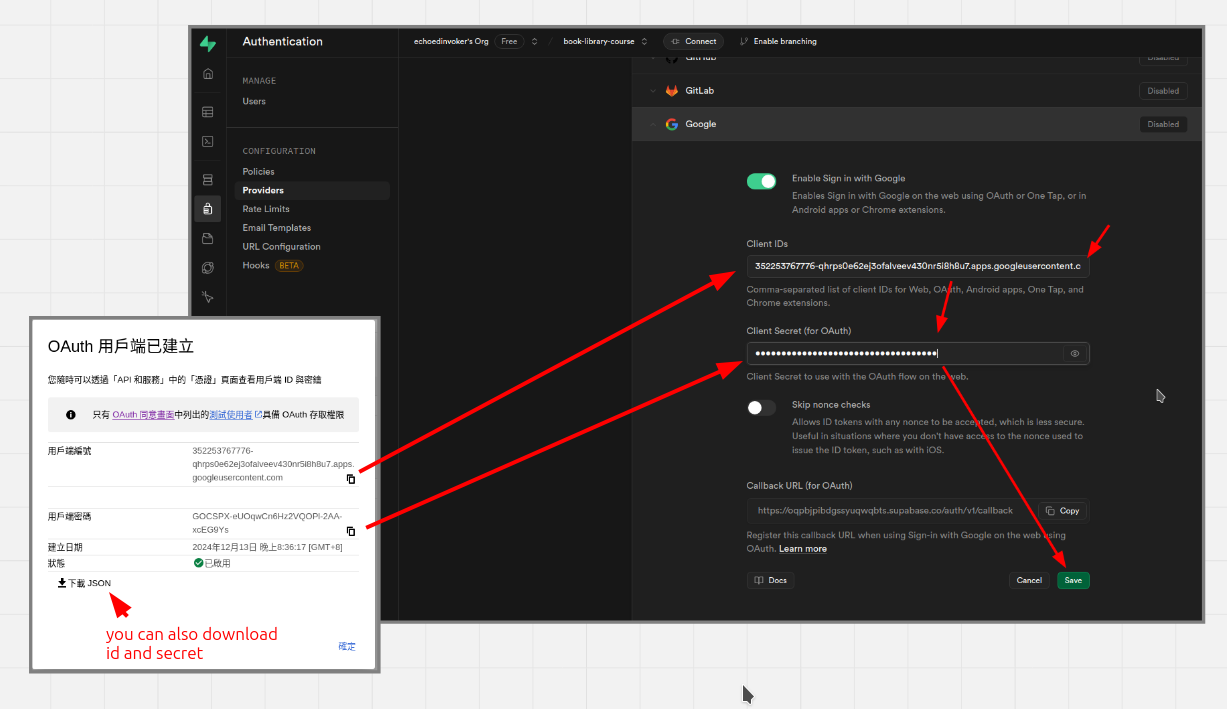 Authentication
echoedinvoker's Org Free / book-library-course Connect Enable branching
MANAGE
Users
CONFIGURATION
Policies
Providers
Rate Limits
Email Templates
URL Configuration
Hooks BETA
GitHub Disabled
GitLab Disabled
Google Disabled
Enable Sign in with Google
Enables Sign in with Google on the web using OAuth or One Tap, or in
Android apps or Chrome extensions.
Client IDs
352253767776-qhrps0e62ej3ofalveev430nr5i8h8u7.apps.googleusercontent.c
Comma-separated list of client IDs for Web, OAuth, Android apps, One Tap, and
Chrome extensions.
Client Secret (for OAuth)
Client Secret to use with the OAuth flow on the web.
Skip nonce checks
Allows ID tokens with any nonce to be accepted, which is less secure.
Useful in situations where you don't have access to the nonce used to
issue the ID token, such as with iOS.
Callback URL (for OAuth)
https://oqpbjpibdgssyuqwqbts.supabase.co/auth/v1/callback Copy
Register this callback URL when using Sign-in with Google on the web using
OAuth. Learn more
Docs Cancel Save
OAuth 用戶端已建立
您隨時可以透過「API 和服務」中的「憑證」頁面查看用戶端 ID 與密鑰
只有 OAuth 同意畫面中列出的測試使用者具備 OAuth 存取權限
用戶端編號 352253767776-
qhrps0e62ej3ofalveev430nr5i8h8u7.apps.
googleusercontent.com
用戶端密碼 GOCSPX-eUOqwCn6Hz2VQOPl-2AA-
xcEG9Ys
建立日期 2024年12月13日 晚上8:36:17 [GMT+8]
狀態 已啟用
下載 JSON
you can also download
id and secret
確定